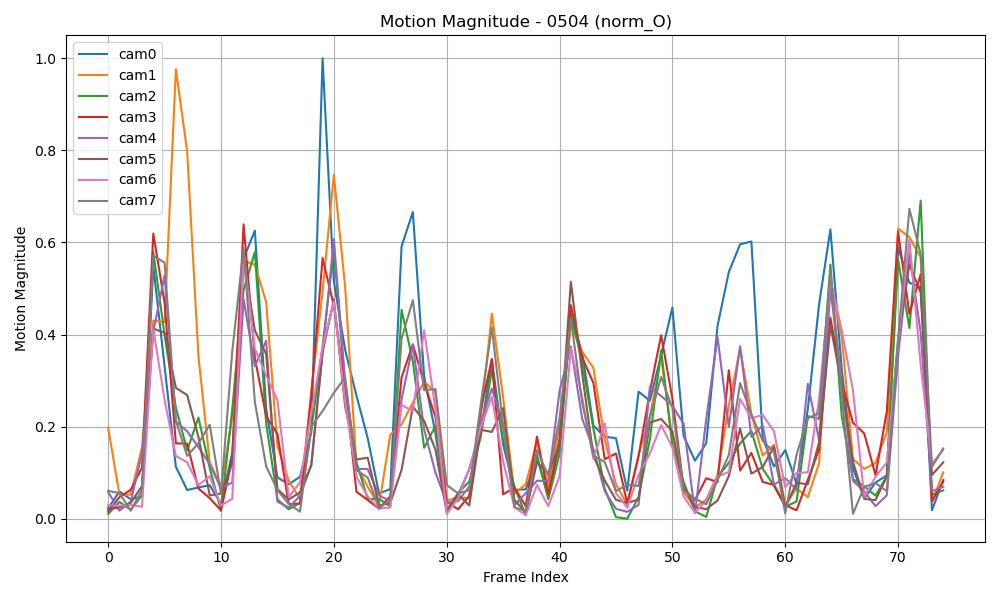 Motion Magnitude - 0504 (norm_O)
Motion Magnitude
1.0
0.8
0.6
0.4
0.2
0.0
cam0
cam1
cam2
cam3
cam4
cam5
cam6
cam7
0 10 20 30 40 50 60 70
Frame Index